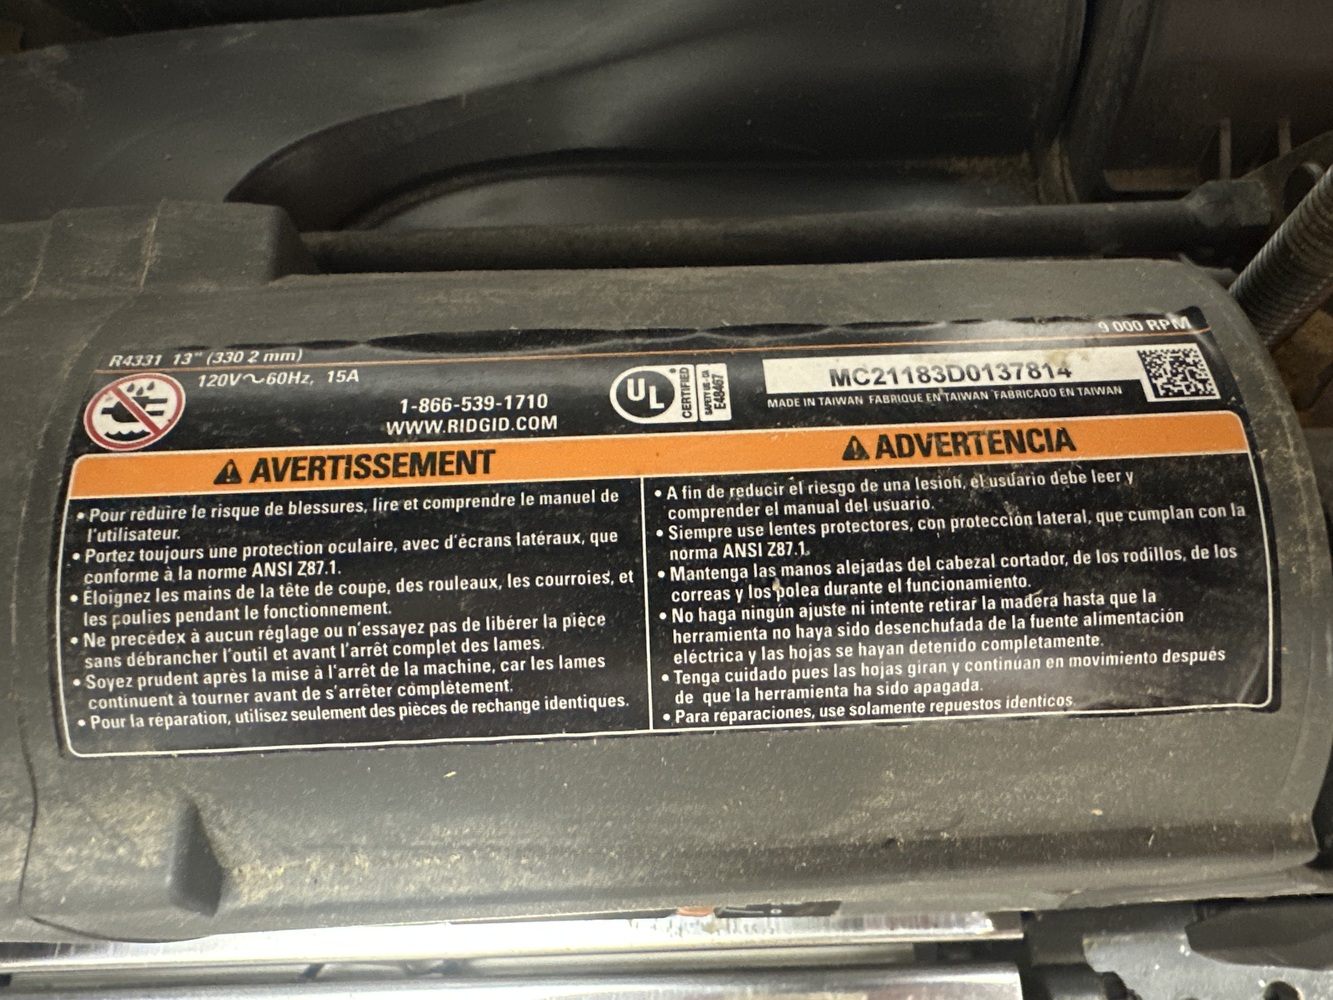 R4331 13" (330 2 mm)
9 000 RPM
120V~60Hz, 15A
1-866-539-1710
WWW.RIDGID.COM
UL
CERTIFIED
SAFETY US-CA
E48467
MC21183D0137814
MADE IN TAIWAN FABRIQUE EN TAIWAN FABRICADO EN TAIWAN
AVERTISSEMENT
• Pour réduire le risque de blessures, lire et comprendre le manuel de
l'utilisateur.
• Portez toujours une protection oculaire, avec d'écrans latéraux, que
conforme à la norme ANSI Z87.1.
• Éloignez les mains de la tête de coupe, des rouleaux, les courroies, et
les poulies pendant le fonctionnement.
• Ne precédex à aucun réglage ou n'essayez pas de libérer la pièce
sans débrancher l'outil et avant l'arrêt complet des lames.
• Soyez prudent après la mise à l'arrêt de la machine, car les lames
continuent à tourner avant de s'arrêter complètement.
• Pour la réparation, utilisez seulement des pièces de rechange identiques.
ADVERTENCIA
• A fin de reducir el riesgo de una lesión, el usuario debe leer y
comprender el manual del usuario.
• Siempre use lentes protectores, con protección lateral, que cumplan con la
norma ANSI Z87.1.
• Mantenga las manos alejadas del cabezal cortador, de los rodillos, de los
correas y los polea durante el funcionamiento.
• No haga ningún ajuste ni intente retirar la madera hasta que la
herramienta no haya sido desenchufada de la fuente alimentación
eléctrica y las hojas se hayan detenido completamente.
• Tenga cuidado pues las hojas giran y continúan en movimiento después
de que la herramienta ha sido apagada.
• Para réparaciones, use solamente repuestos identicos.